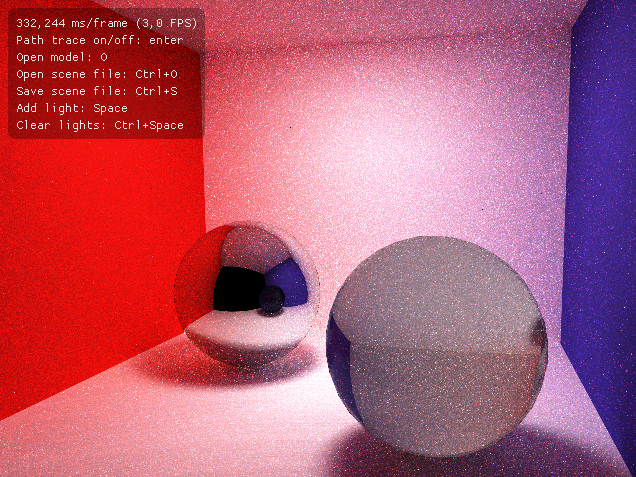 332,244 ms/frame (3,0 FPS)
Path trace on/off: enter
Open model: O
Open scene file: Ctrl+O
Save scene file: Ctrl+S
Add light: Space
Clear lights: Ctrl+Space